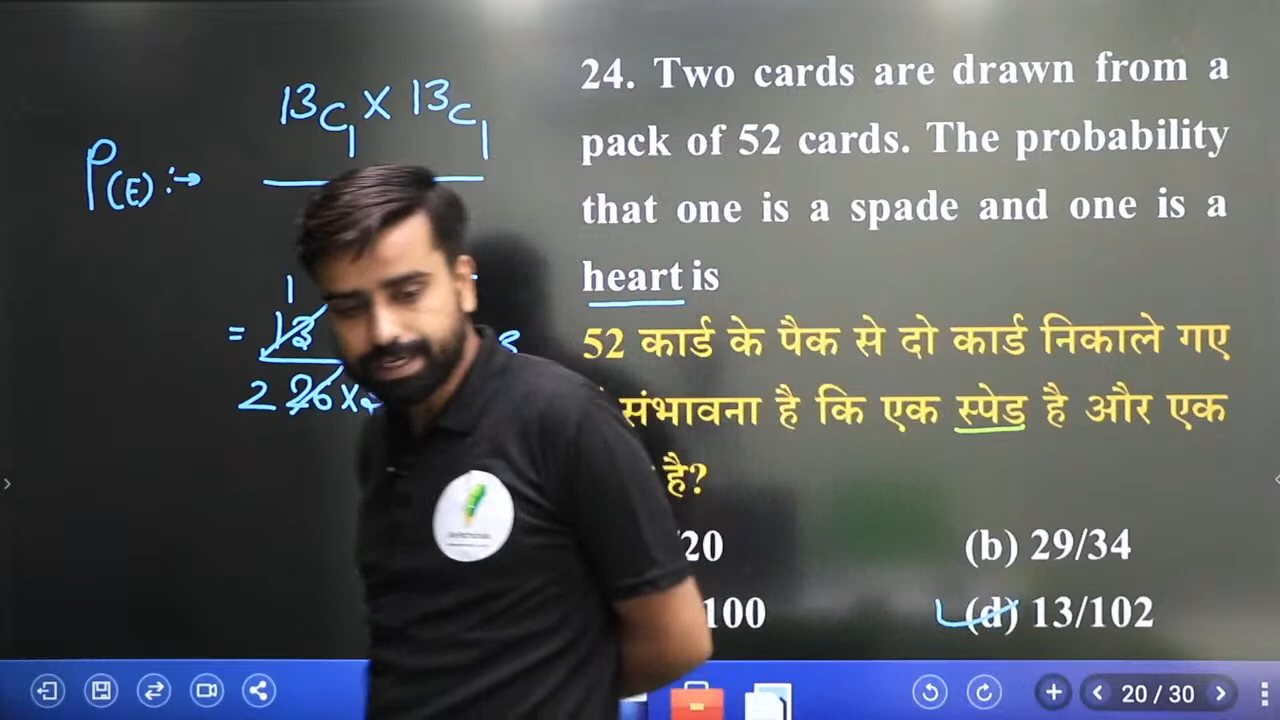 24. Two cards are drawn from a
pack of 52 cards. The probability
that one is a spade and one is a
heart is
52 कार्ड के पैक से दो कार्ड निकाले गए
संभावना है कि एक स्पेड है और एक
है?
/20
(b) 29/34
/100
(d) 13/102
P(E) :→
13C1 × 13C1
1
= 13
2 26 ×
20 / 30